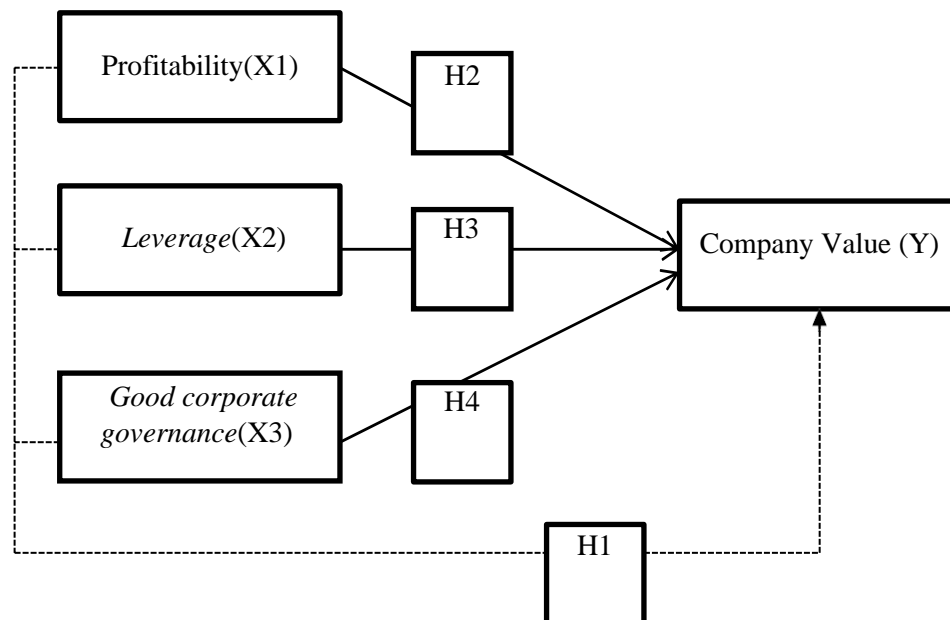 Profitability(X1)
H2
Leverage(X2)
H3
Company Value (Y)
Good corporate
governance(X3)
H4
H1